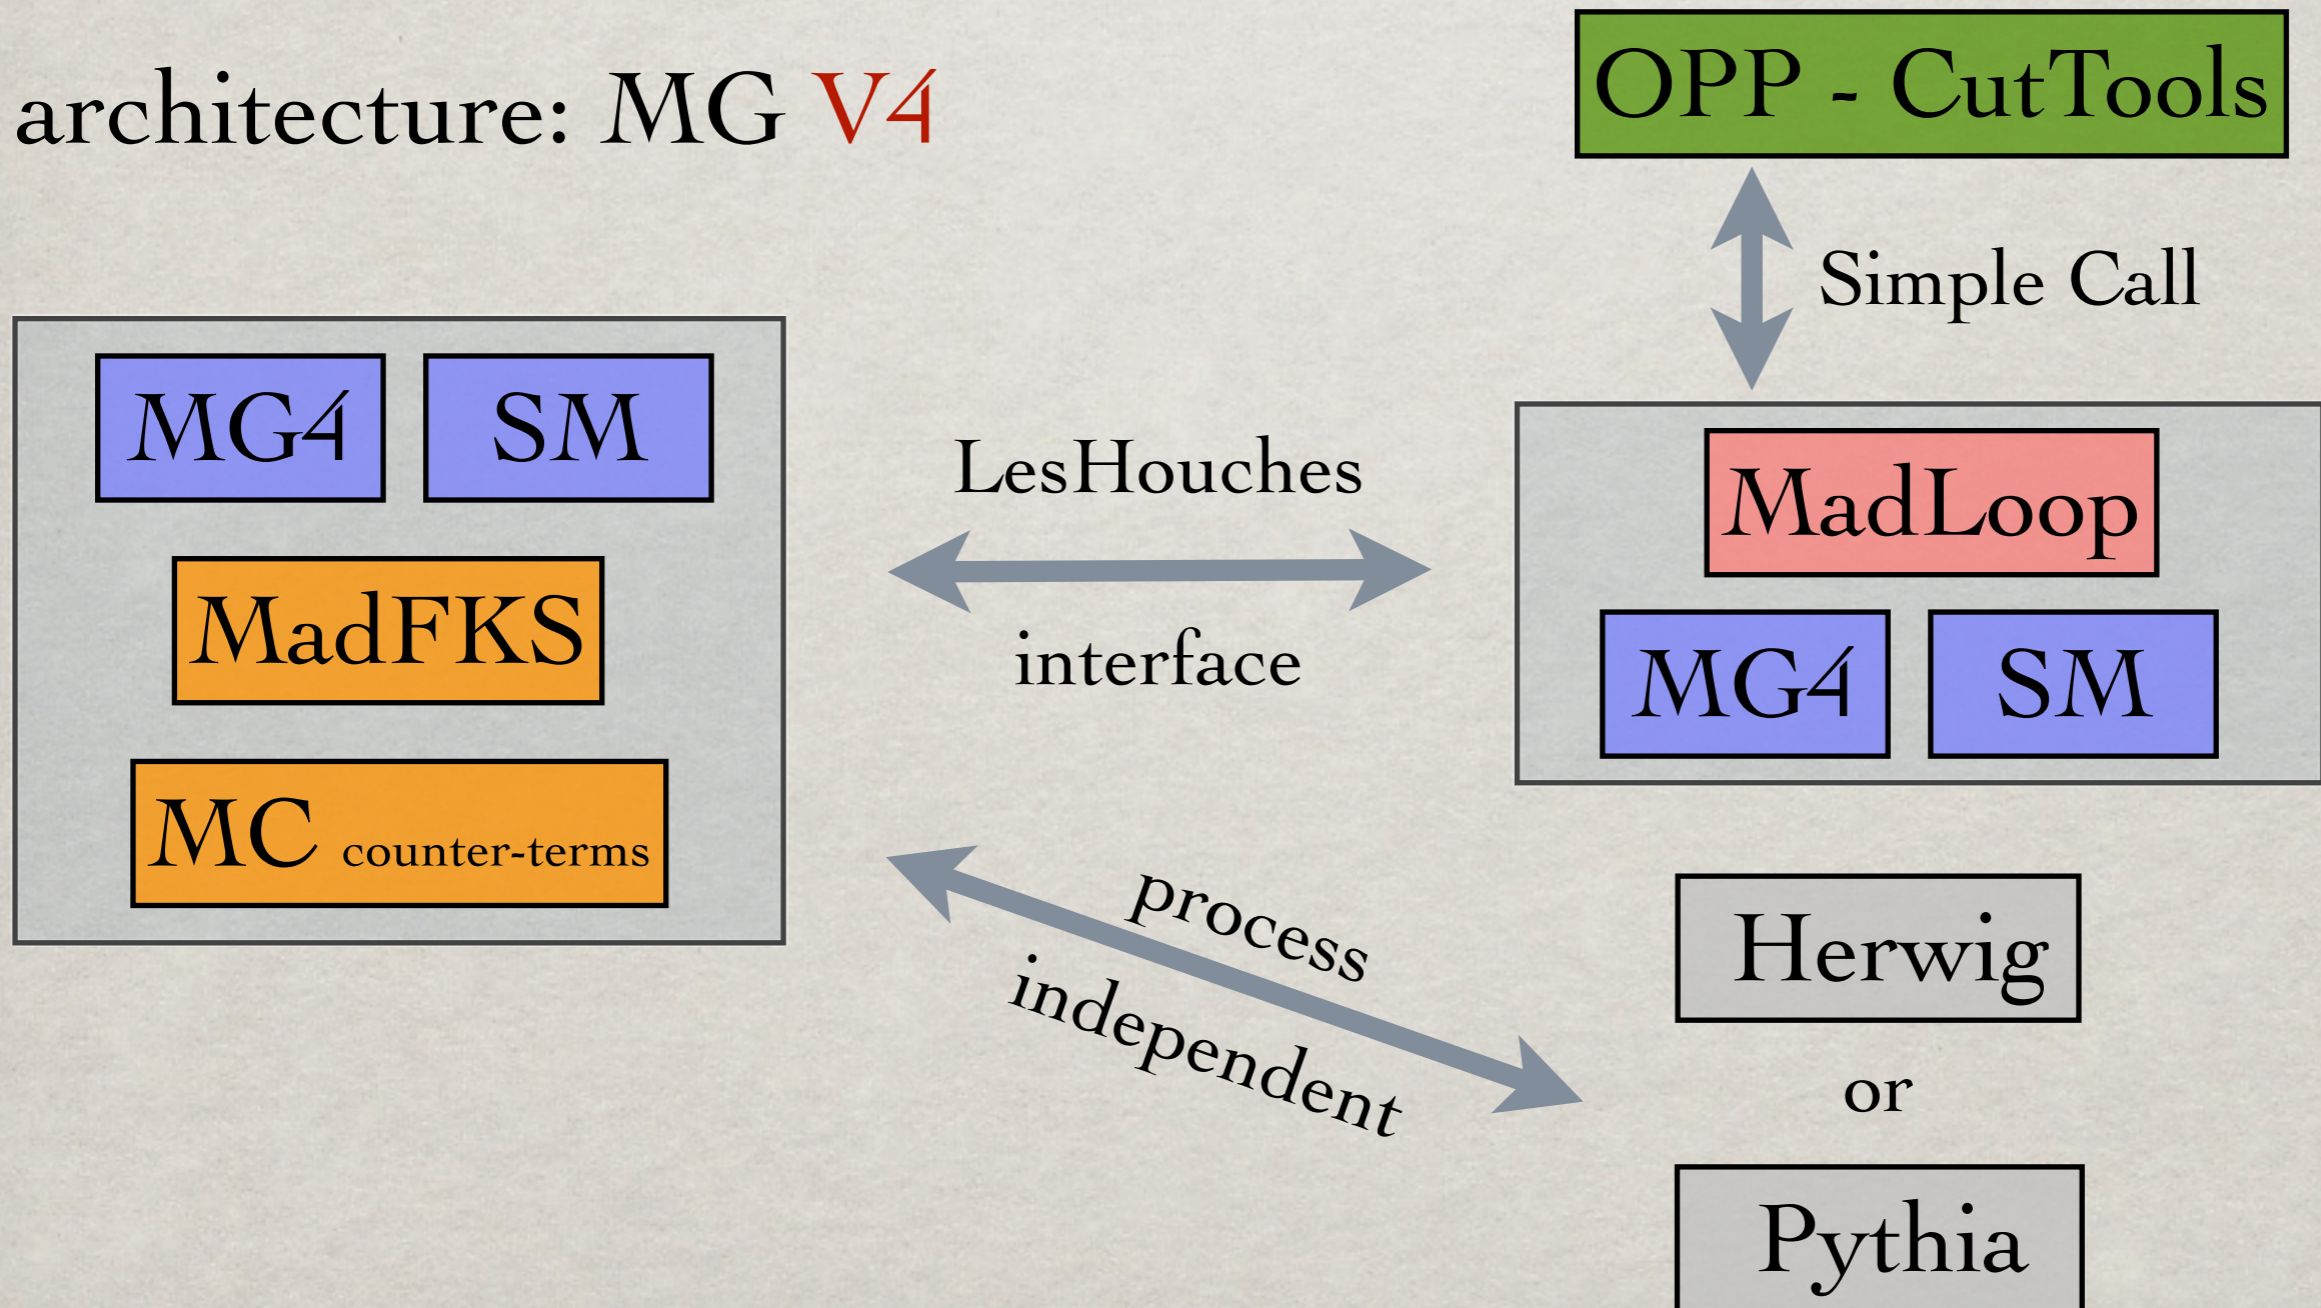 architecture: MG V4
OPP - CutTools
Simple Call
MG4 SM
MadFKS
MC counter-terms
LesHouches
interface
MadLoop
MG4 SM
process
independent
Herwig
or
Pythia